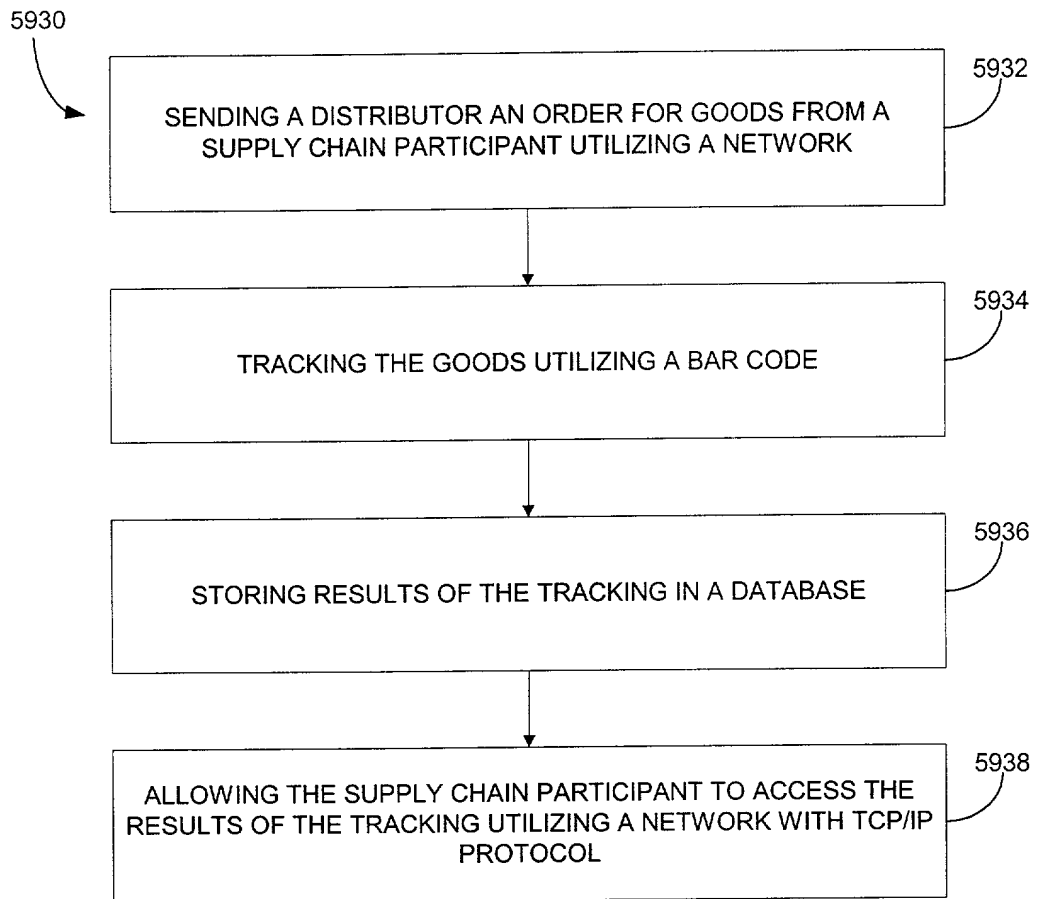 5930
5932
SENDING A DISTRIBUTOR AN ORDER FOR GOODS FROM A
SUPPLY CHAIN PARTICIPANT UTILIZING A NETWORK
5934
TRACKING THE GOODS UTILIZING A BAR CODE
5936
STORING RESULTS OF THE TRACKING IN A DATABASE
5938
ALLOWING THE SUPPLY CHAIN PARTICIPANT TO ACCESS THE
RESULTS OF THE TRACKING UTILIZING A NETWORK WITH TCP/IP
PROTOCOL